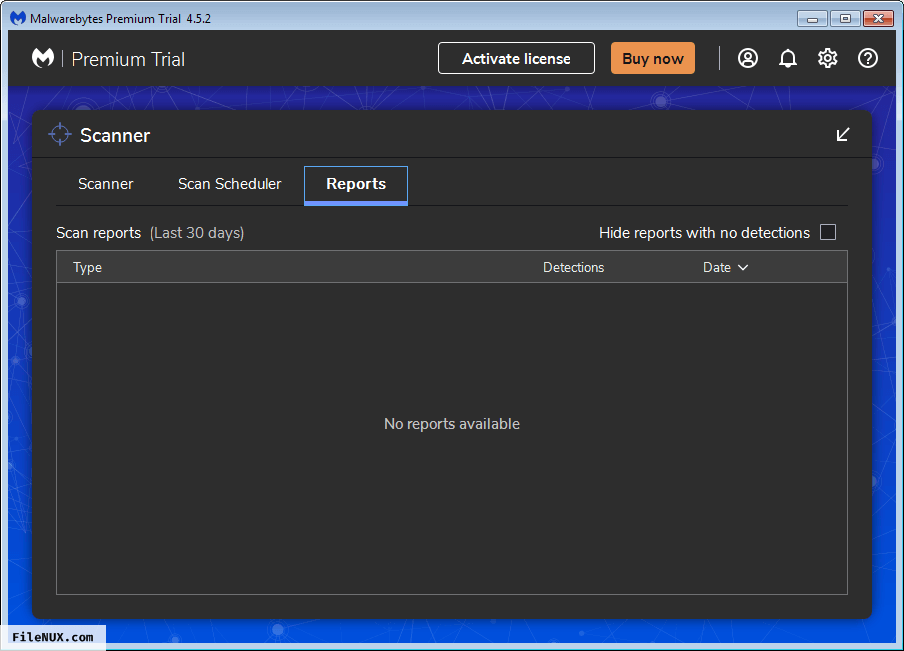 Malwarebytes Premium Trial 4.5.2
Premium Trial
Activate license
Buy now
Scanner
Scanner Scan Scheduler Reports
Scan reports (Last 30 days) Hide reports with no detections
Type Detections Date
No reports available
FileNUX.com